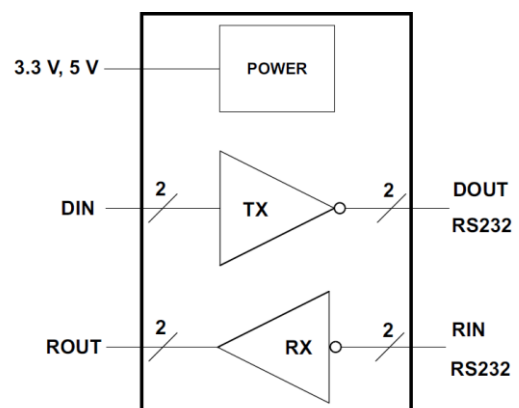 POWER
3.3 V, 5 V
2
2
DOUT
DIN
TX
RS232
2
2
RIN
ROUT
RX
RS232